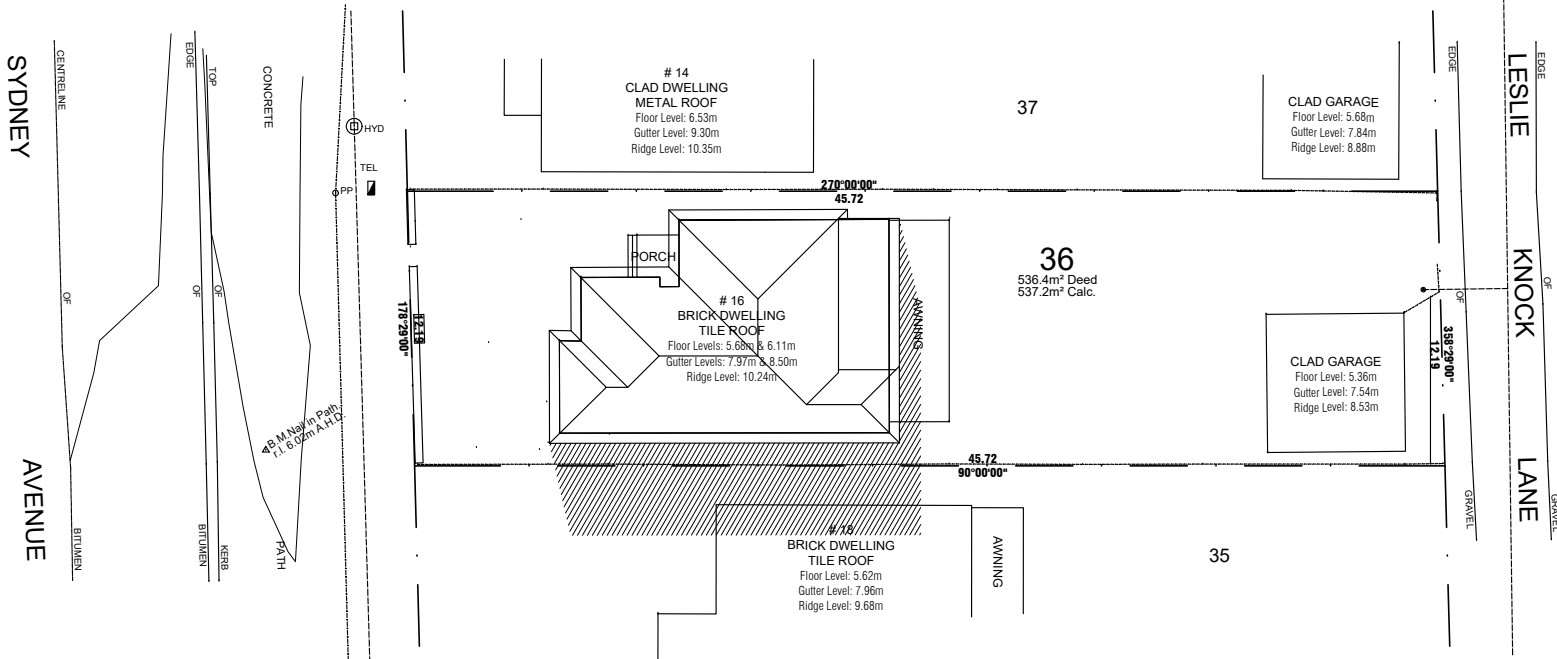 SYDNEY
AVENUE
CENTRELINE
OF
BITUMEN
EDGE
OF
BITUMEN
TOP
OF
KERB
CONCRETE
PATH
B.M.Nail in Path.
r.l. 6.02m A.H.D.
HYD
TEL
PP
# 14
CLAD DWELLING
METAL ROOF
Floor Level: 6.53m
Gutter Level: 9.30m
Ridge Level: 10.35m
37
CLAD GARAGE
Floor Level: 5.68m
Gutter Level: 7.84m
Ridge Level: 8.88m
270°00'00"
45.72
178°29'00"
12.19
PORCH
# 16
BRICK DWELLING
TILE ROOF
Floor Levels: 5.68m & 6.11m
Gutter Levels: 7.97m & 8.50m
Ridge Level: 10.24m
AWNING
36
536.4m² Deed
537.2m² Calc.
CLAD GARAGE
Floor Level: 5.36m
Gutter Level: 7.54m
Ridge Level: 8.53m
358°29'00"
12.19
45.72
90°00'00"
# 18
BRICK DWELLING
TILE ROOF
Floor Level: 5.62m
Gutter Level: 7.96m
Ridge Level: 9.68m
AWNING
35
EDGE
OF
GRAVEL
LESLIE
KNOCK
LANE
EDGE
OF
GRAVEL